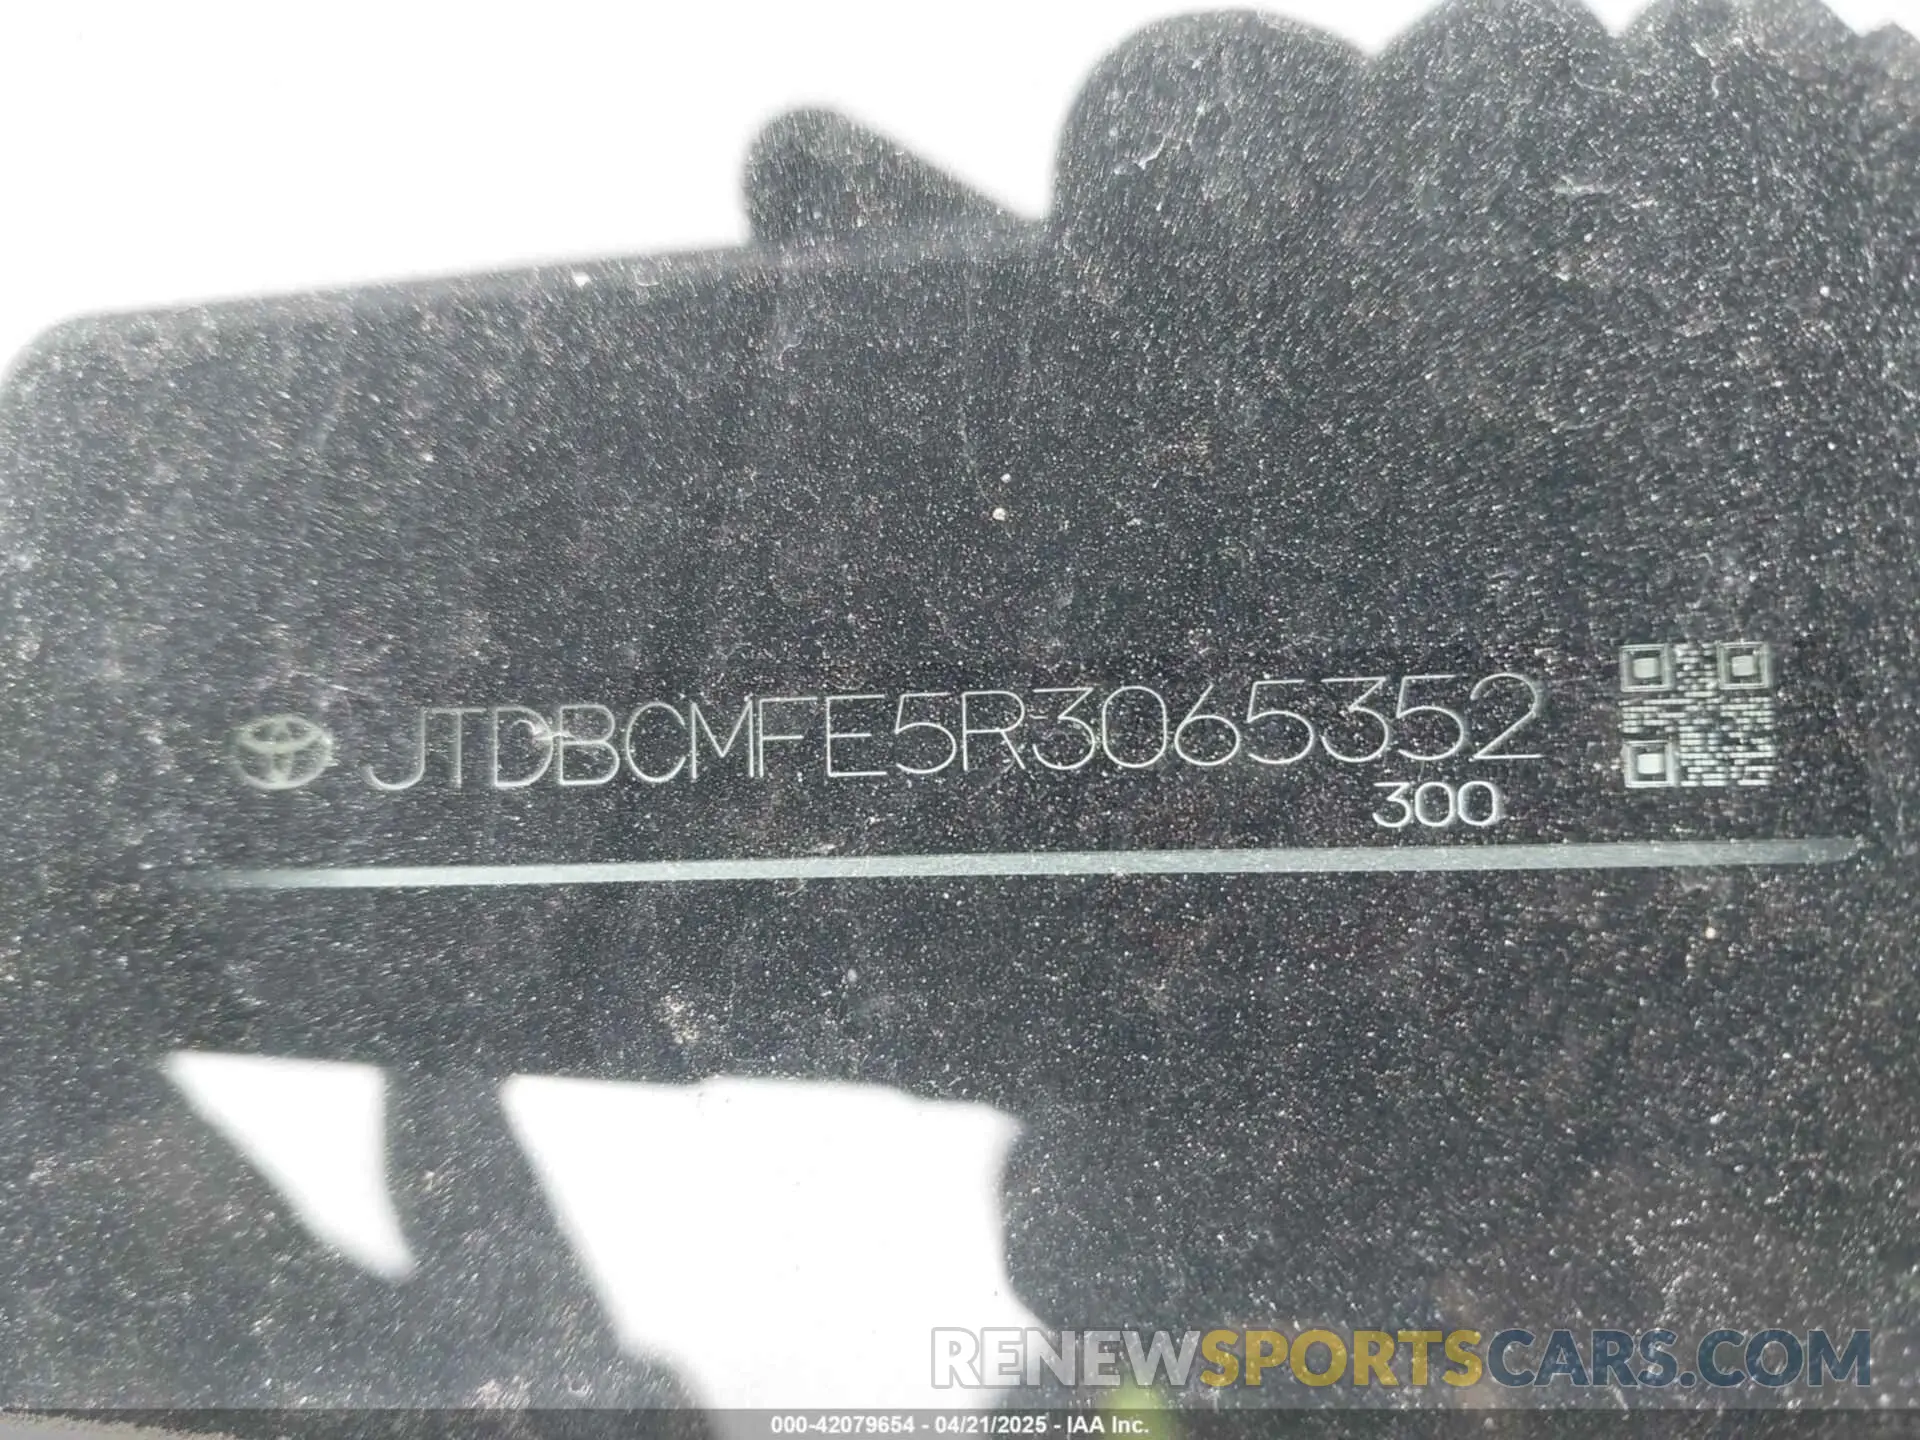 JTDBCMFE5R3065352
300
RENEWSPORTSCARS.COM
000-42079654 - 04/21/2025 - IAA Inc.